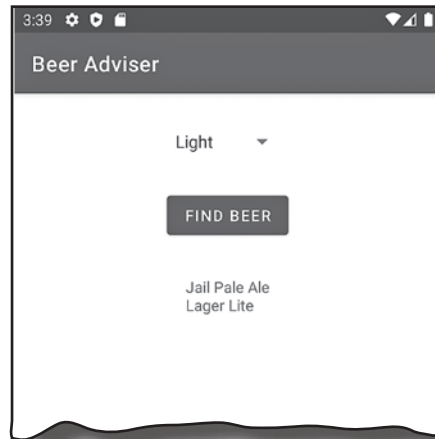 3:39
Beer Adviser
Light
FIND BEER
Jail Pale Ale
Lager Lite